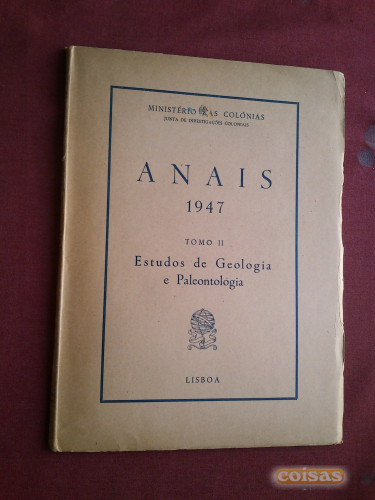 MINISTÉRIO DAS COLÓNIAS
JUNTA DE INVESTIGAÇÕES COLONIAIS
ANAIS
1947
TOMO II
Estudos de Geologia
e Paleontologia
LISBOA
coisas